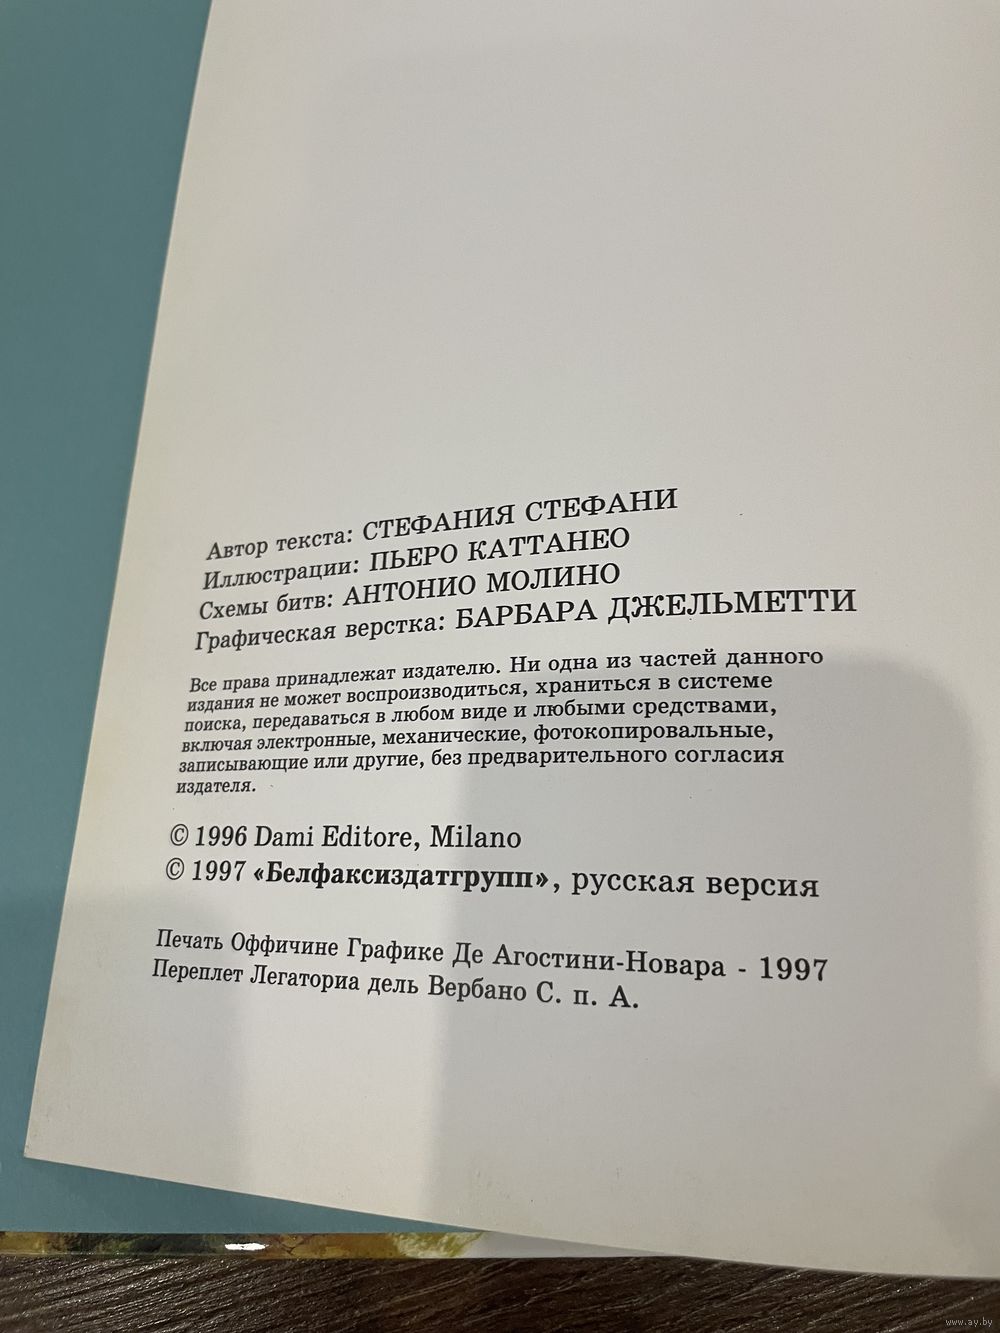 Автор текста: СТЕФАНИЯ СТЕФАНИ
Иллюстрации: ПЬЕРО КАТТАНЕО
Схемы битв: АНТОНИО МОЛИНО
Графическая верстка: БАРБАРА ДЖЕЛЬМЕТТИ
Все права принадлежат издателю. Ни одна из частей данного
издания не может воспроизводиться, храниться в системе
поиска, передаваться в любом виде и любыми средствами,
включая электронные, механические, фотокопировальные,
записывающие или другие, без предварительного согласия
издателя.
© 1996 Dami Editore, Milano
© 1997 «Белфаксиздатгрупп», русская версия
Печать Оффичине Графике Де Агостини-Новара - 1997
Переплет Легаториа дель Вербано С. п. А.
www.ay.by